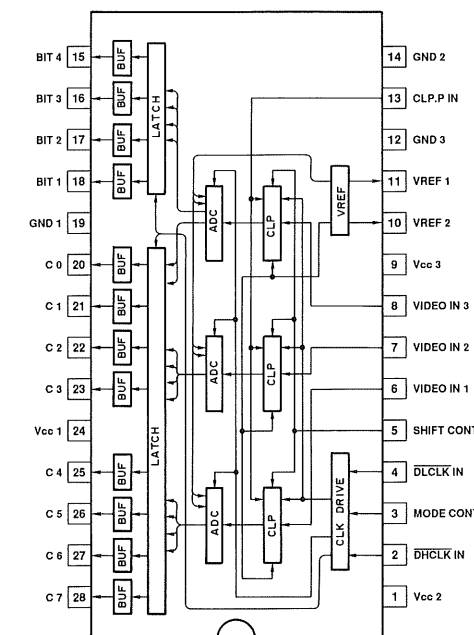 BIT 4 15 BUF 14 GND 2
BIT 3 16 BUF 13 CLP.P IN
BIT 2 17 BUF 12 GND 3
BIT 1 18 BUF 11 VREF 1
GND 1 19 10 VREF 2
C 0 20 BUF 9 Vcc 3
C 1 21 BUF 8 VIDEO IN 3
C 2 22 BUF 7 VIDEO IN 2
C 3 23 BUF 6 VIDEO IN 1
Vcc 1 24 5 SHIFT CONT
C 4 25 BUF 4 DLCLK IN
C 5 26 BUF 3 MODE CONT
C 6 27 BUF 2 DHCLK IN
C 7 28 BUF 1 Vcc 2
LATCH
LATCH
ADC
CLP
VREF
ADC
CLP
ADC
CLP
CLK DRIVE